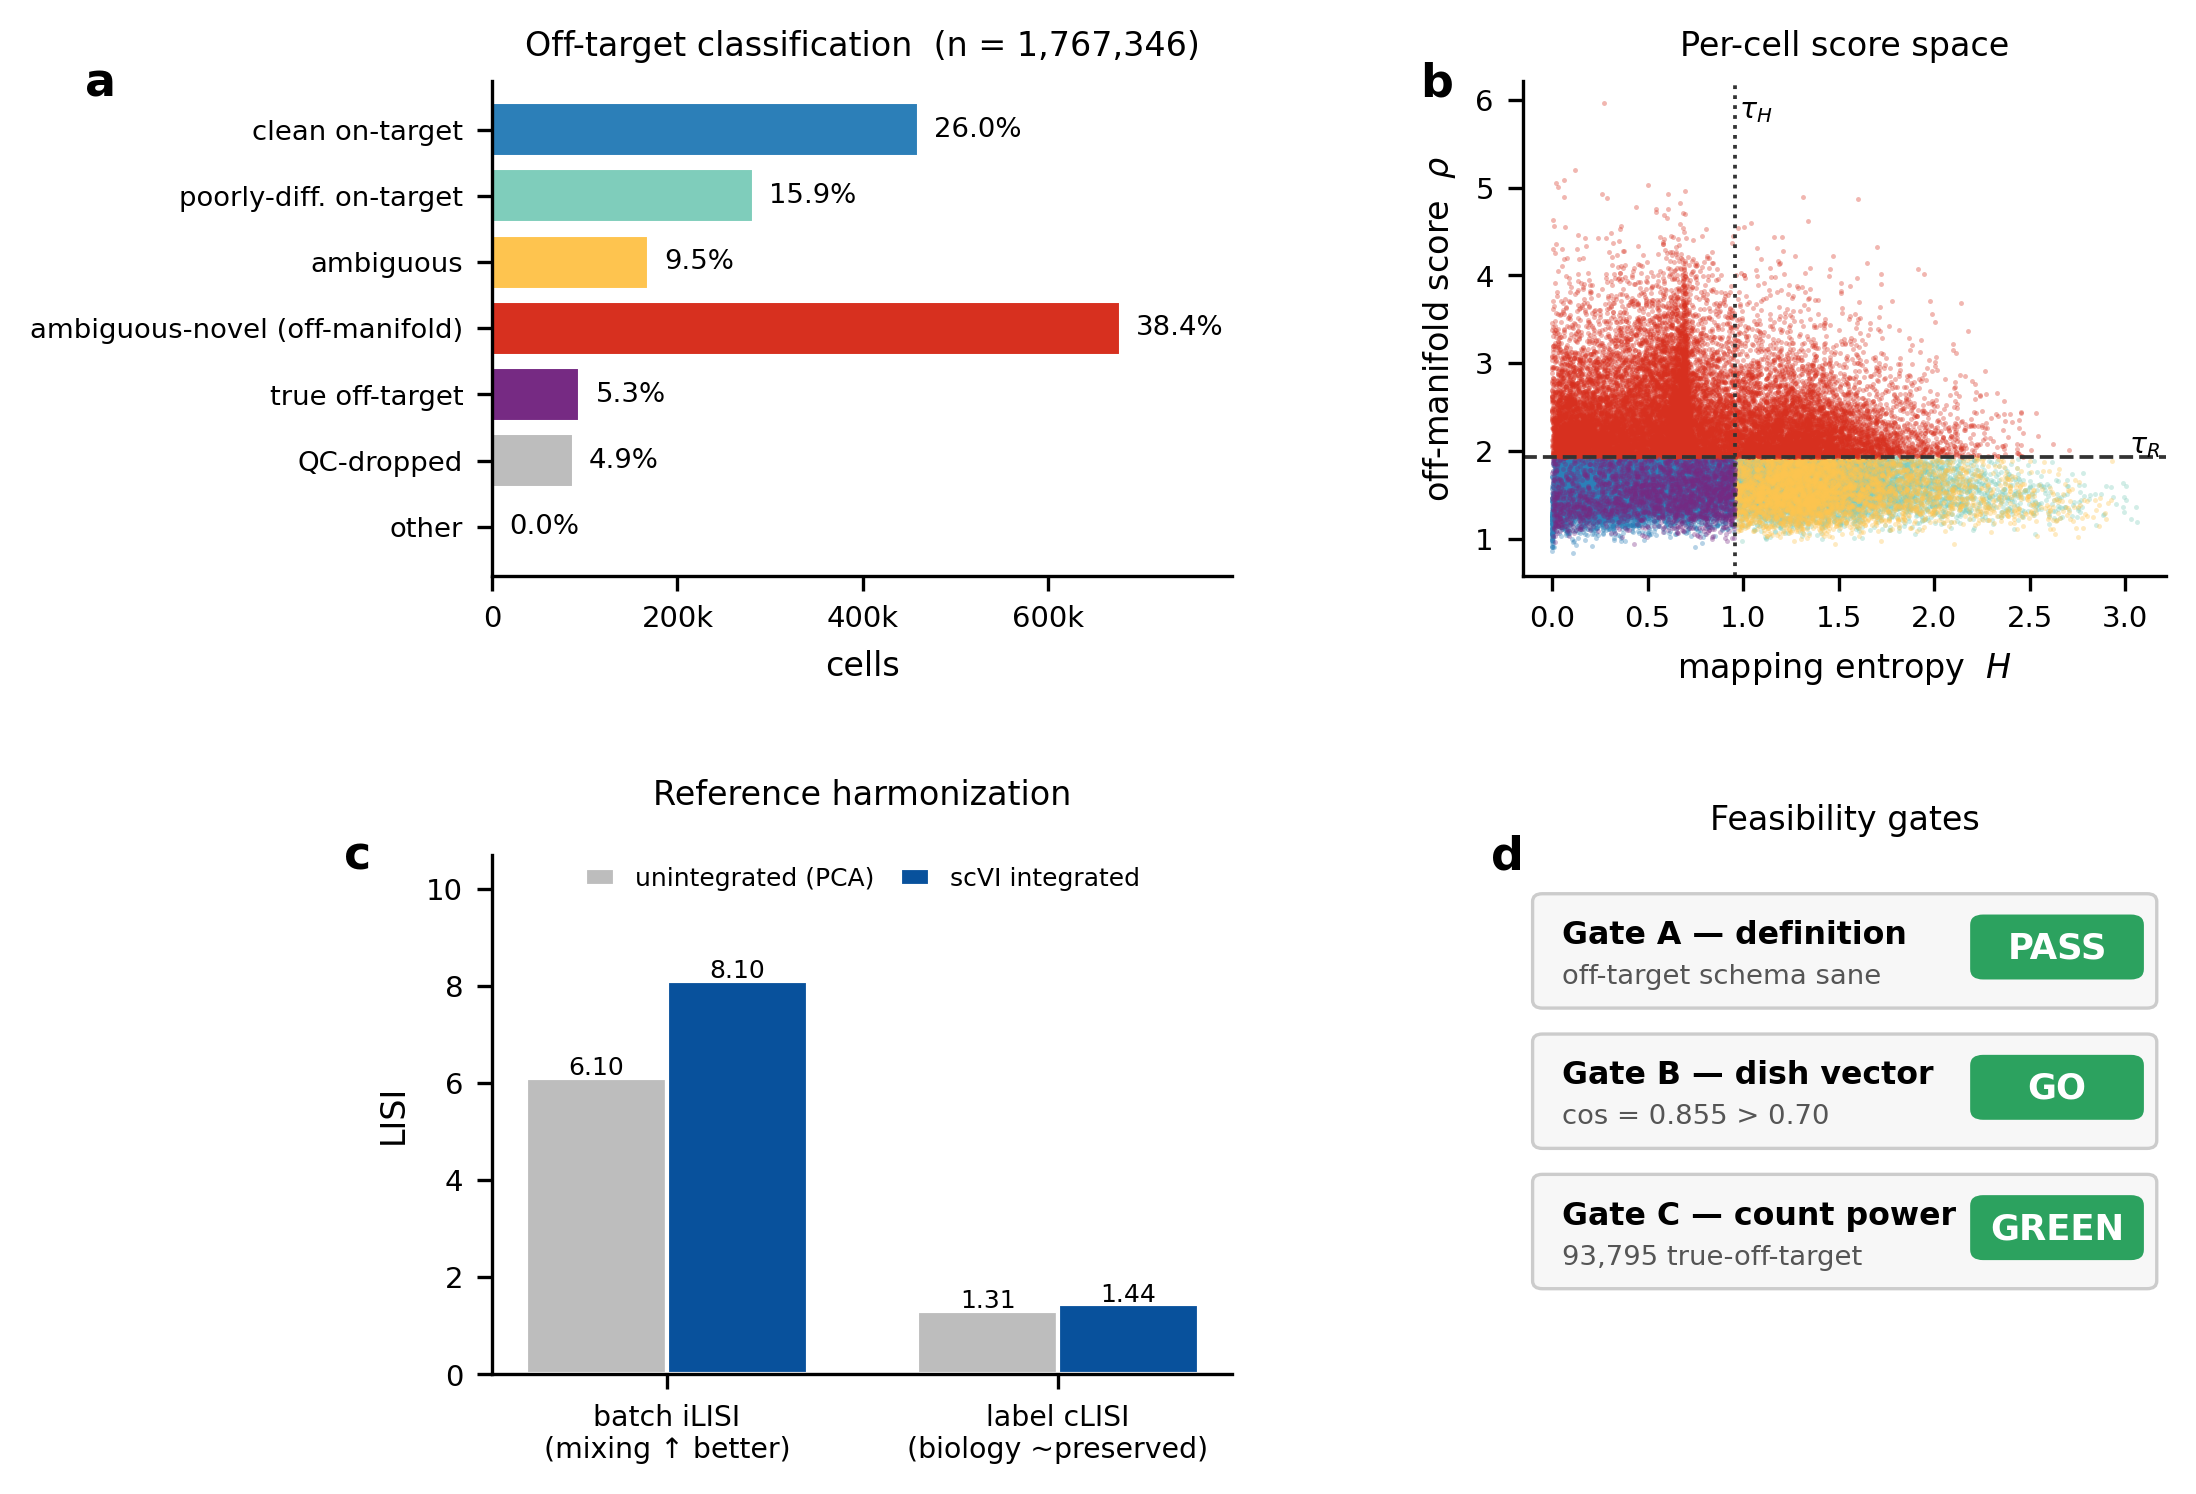 a
Off-target classification (n = 1,767,346)
clean on-target
26.0%
poorly-diff. on-target
15.9%
ambiguous
9.5%
ambiguous-novel (off-manifold)
38.4%
true off-target
5.3%
QC-dropped
4.9%
other
0.0%
0 200k 400k 600k
cells
b
Per-cell score space
off-manifold score ρ
6
5
4
3
2
1
τH
τR
0.0 0.5 1.0 1.5 2.0 2.5 3.0
mapping entropy H
c
Reference harmonization
unintegrated (PCA) scVI integrated
LISI
10
8
6
4
2
0
6.10
8.10
1.31
1.44
batch iLISI
(mixing ↑ better)
label cLISI
(biology ~preserved)
d
Feasibility gates
Gate A — definition
off-target schema sane
PASS
Gate B — dish vector
cos = 0.855 > 0.70
GO
Gate C — count power
93,795 true-off-target
GREEN